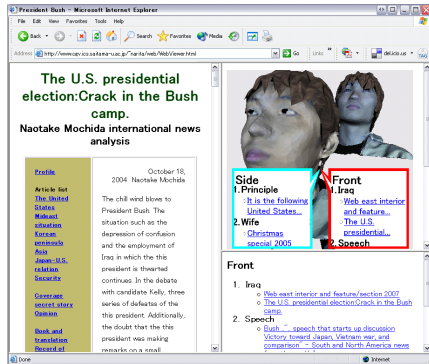 President Bush - Microsoft Internet Explorer
File Edit View Favorites Tools Help
Back Search Favorites Media
Address http://www.cpv.ics.saitama-u.ac.jp/~narita/web/WebViewer.html Go Links del.icio.us
The U.S. presidential
election:Crack in the Bush
camp.
Naotake Mochida international news
analysis
Profile
Article list
The United
States
Mideast
situation
Korean
peninsula
Asia
Japan-U.S.
relation
Security
Coverage
secret story
Opinion
Book and
translation
Record of
October 18,
2004 Naotake Mochida
The chill wind blows to
President Bush. The
situation such as the
depression of confusion
and the employment of
Iraq in which the this
president is thwarted
continues. In the debate
with candidate Kelly, three
series of defeatss of the
this president. Additionally,
the doubt that the this
president was making
remarks on a small
Side
1.Principle
It is the following
United States...
2.Wife
Christmas
special 2005
Front
1.Iraq
Web east interior
and feature...
The U.S.
presidential...
2.Speech
Front
1. Iraq
Web east interior and feature/section 2007
The U.S. presidential election:Crack in the Bush
camp
2. Speech
Bush speech that starts up discussion
Victory toward Japan, Vietnam war, and
comparison - South and North America news
Done Internet